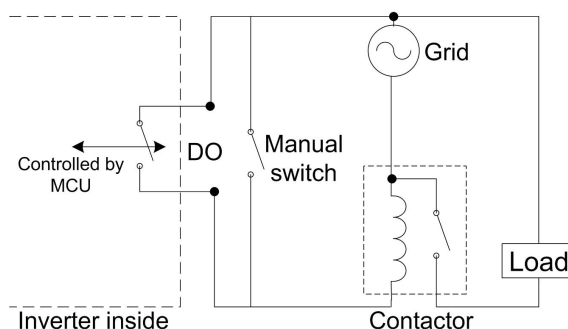 Grid
DO
Manual
switch
Controlled by
MCU
Load
Inverter inside
Contactor